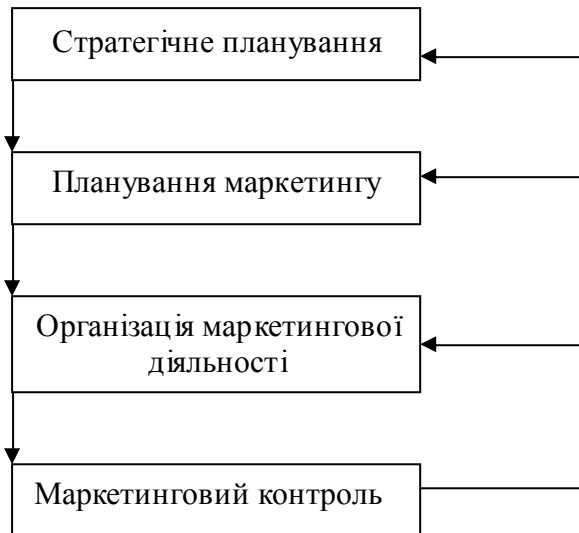 Стратегічне планування
Планування маркетингу
Організація маркетингової
діяльності
Маркетинговий контроль